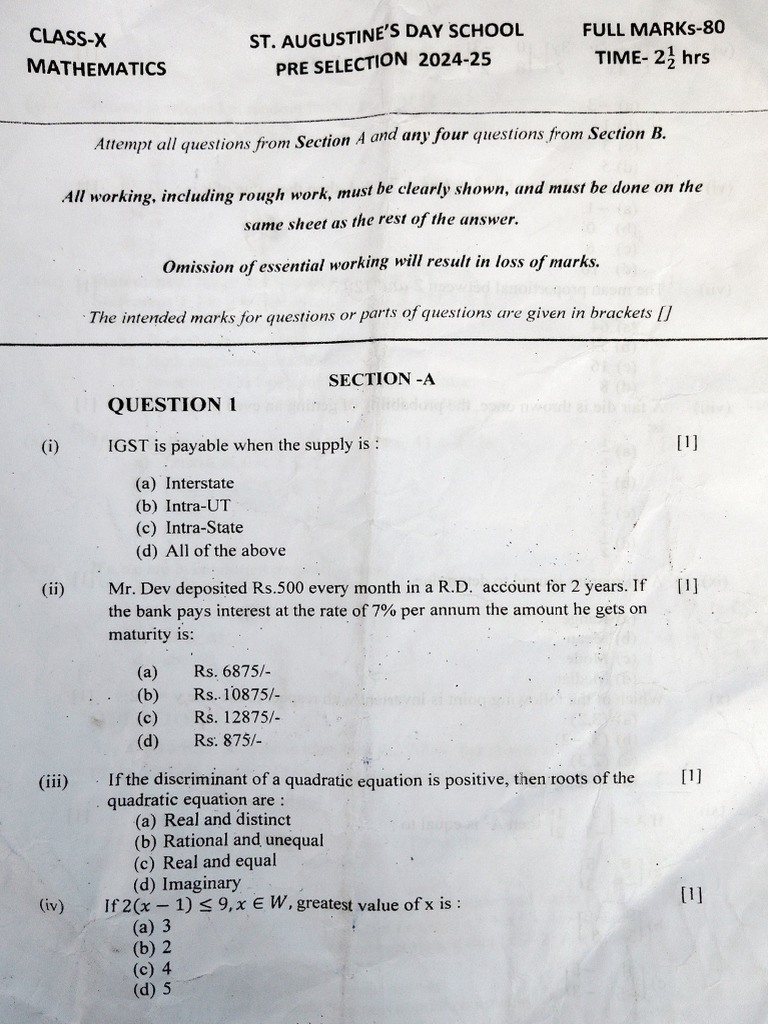 CLASS-X ST. AUGUSTINE'S DAY SCHOOL FULL MARKs-80
MATHEMATICS PRE SELECTION 2024-25 TIME- 2½ hrs
Attempt all questions from Section A and any four questions from Section B.
All working, including rough work, must be clearly shown, and must be done on the
same sheet as the rest of the answer.
Omission of essential working will result in loss of marks.
The intended marks for questions or parts of questions are given in brackets []
SECTION -A
QUESTION 1
(i) IGST is payable when the supply is : [1]
(a) Interstate
(b) Intra-UT
(c) Intra-State
(d) All of the above
(ii) Mr. Dev deposited Rs.500 every month in a R.D. account for 2 years. If [1]
the bank pays interest at the rate of 7% per annum the amount he gets on
maturity is:
(a) Rs. 6875/-
(b) Rs. 10875/-
(c) Rs. 12875/-
(d) Rs. 875/-
(iii) If the discriminant of a quadratic equation is positive, then roots of the [1]
quadratic equation are :
(a) Real and distinct
(b) Rational and unequal
(c) Real and equal
(d) Imaginary
(iv) If 2(x − 1) ≤ 9, x ∈ W, greatest value of x is : [1]
(a) 3
(b) 2
(c) 4
(d) 5